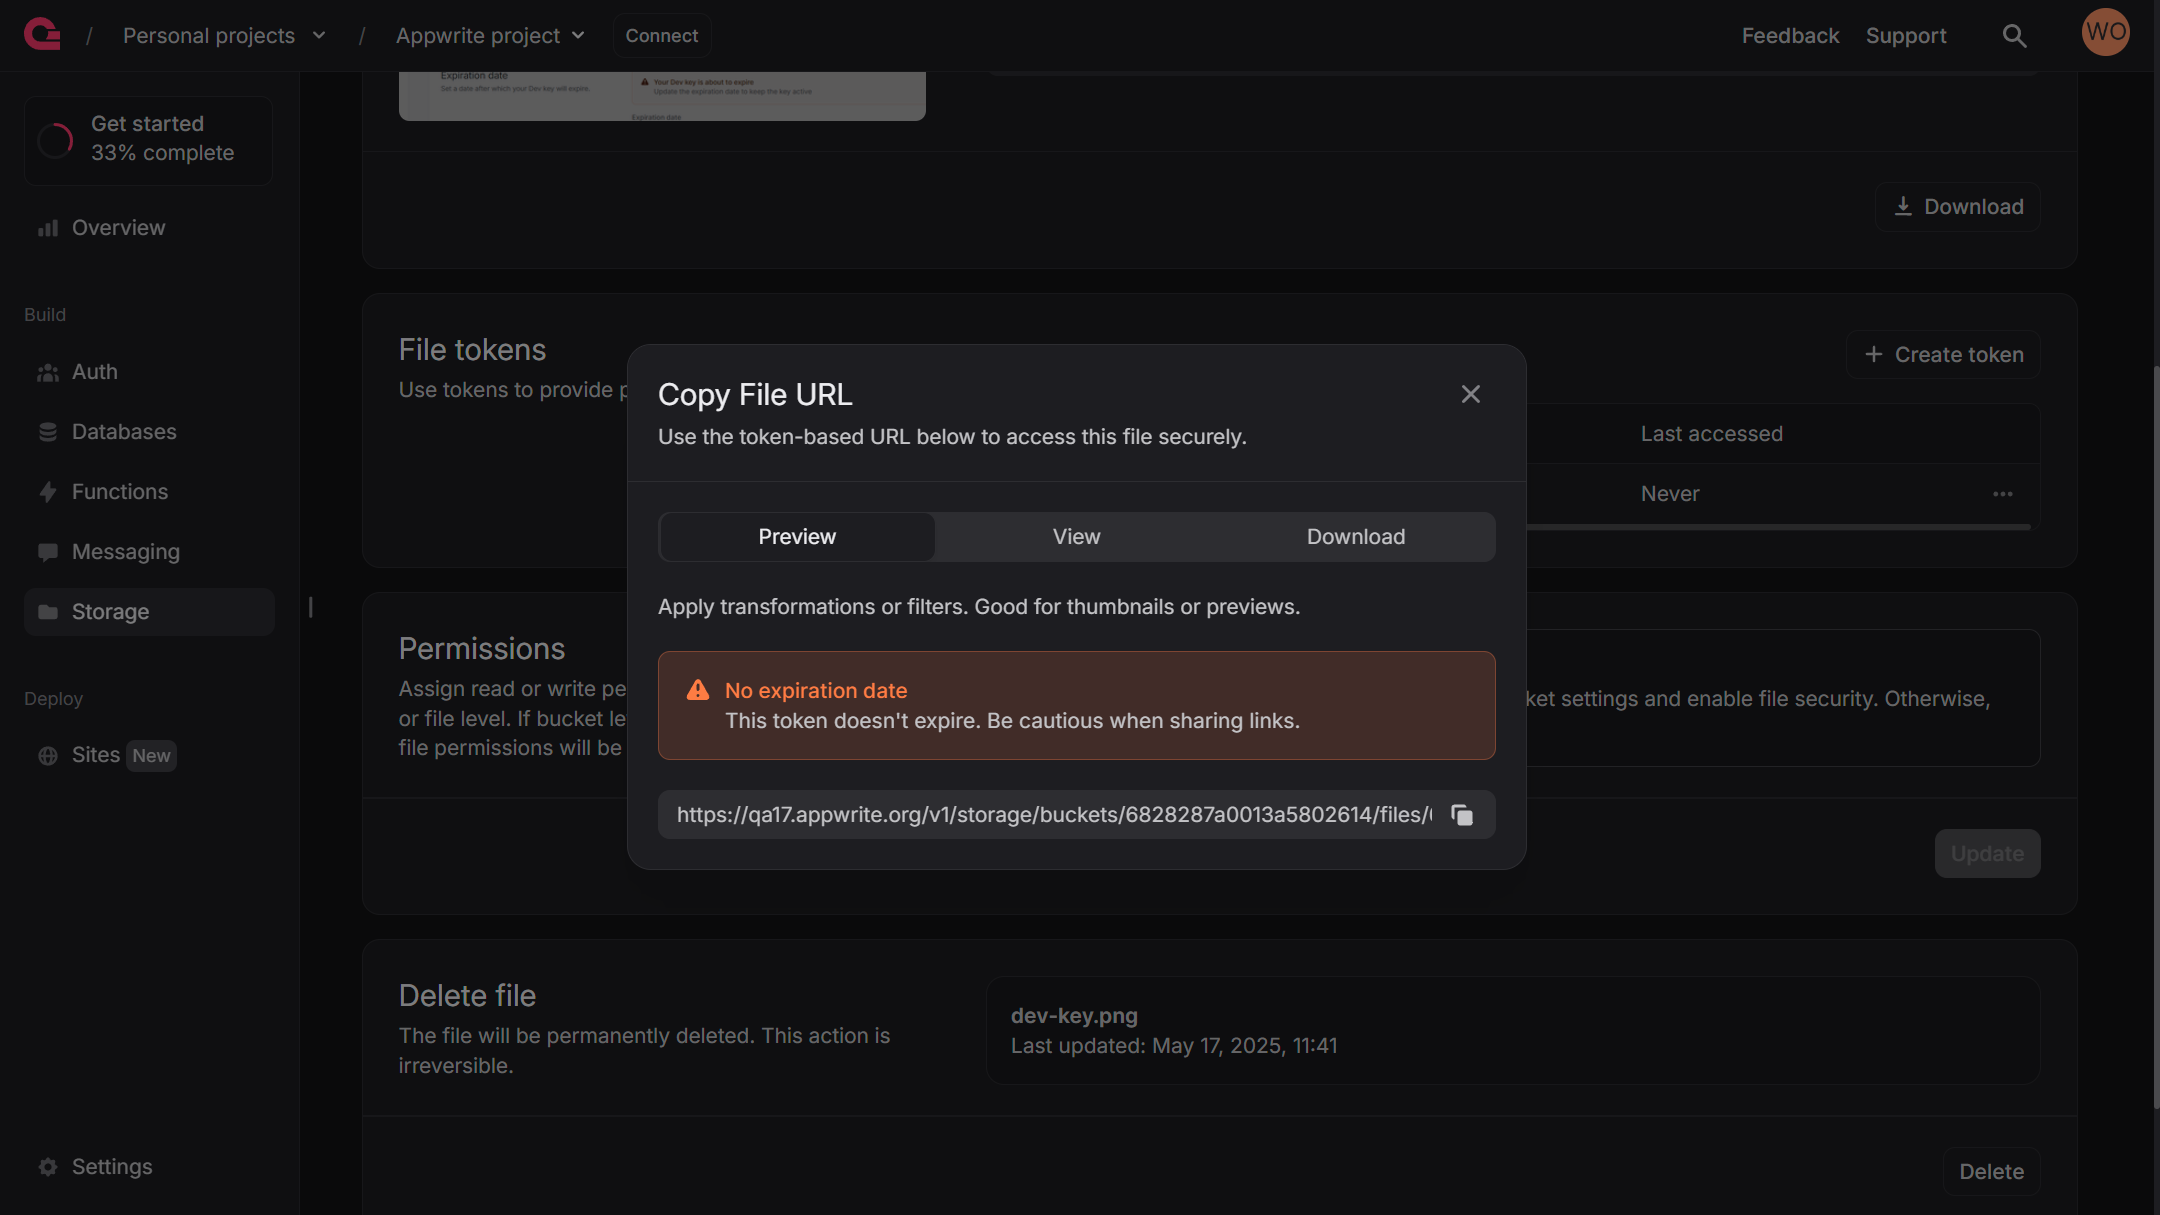 / Personal projects / Appwrite project Connect Feedback Support WO
Expiration date
Set a date after which your Dev key will expire.
Your Dev key is about to expire
Update the expiration date to keep the key active
Expiration date
Get started
33% complete
Overview
Build
Auth
Databases
Functions
Messaging
Storage
Deploy
Sites New
Settings
Download
File tokens
Use tokens to provide
Create token
Last accessed
Never
Copy File URL
Use the token-based URL below to access this file securely.
Preview View Download
Apply transformations or filters. Good for thumbnails or previews.
No expiration date
This token doesn't expire. Be cautious when sharing links.
https://qa17.appwrite.org/v1/storage/buckets/6828287a0013a5802614/files/
Permissions
Assign read or write pe
or file level. If bucket le
file permissions will be
ket settings and enable file security. Otherwise,
Update
Delete file
The file will be permanently deleted. This action is
irreversible.
dev-key.png
Last updated: May 17, 2025, 11:41
Delete